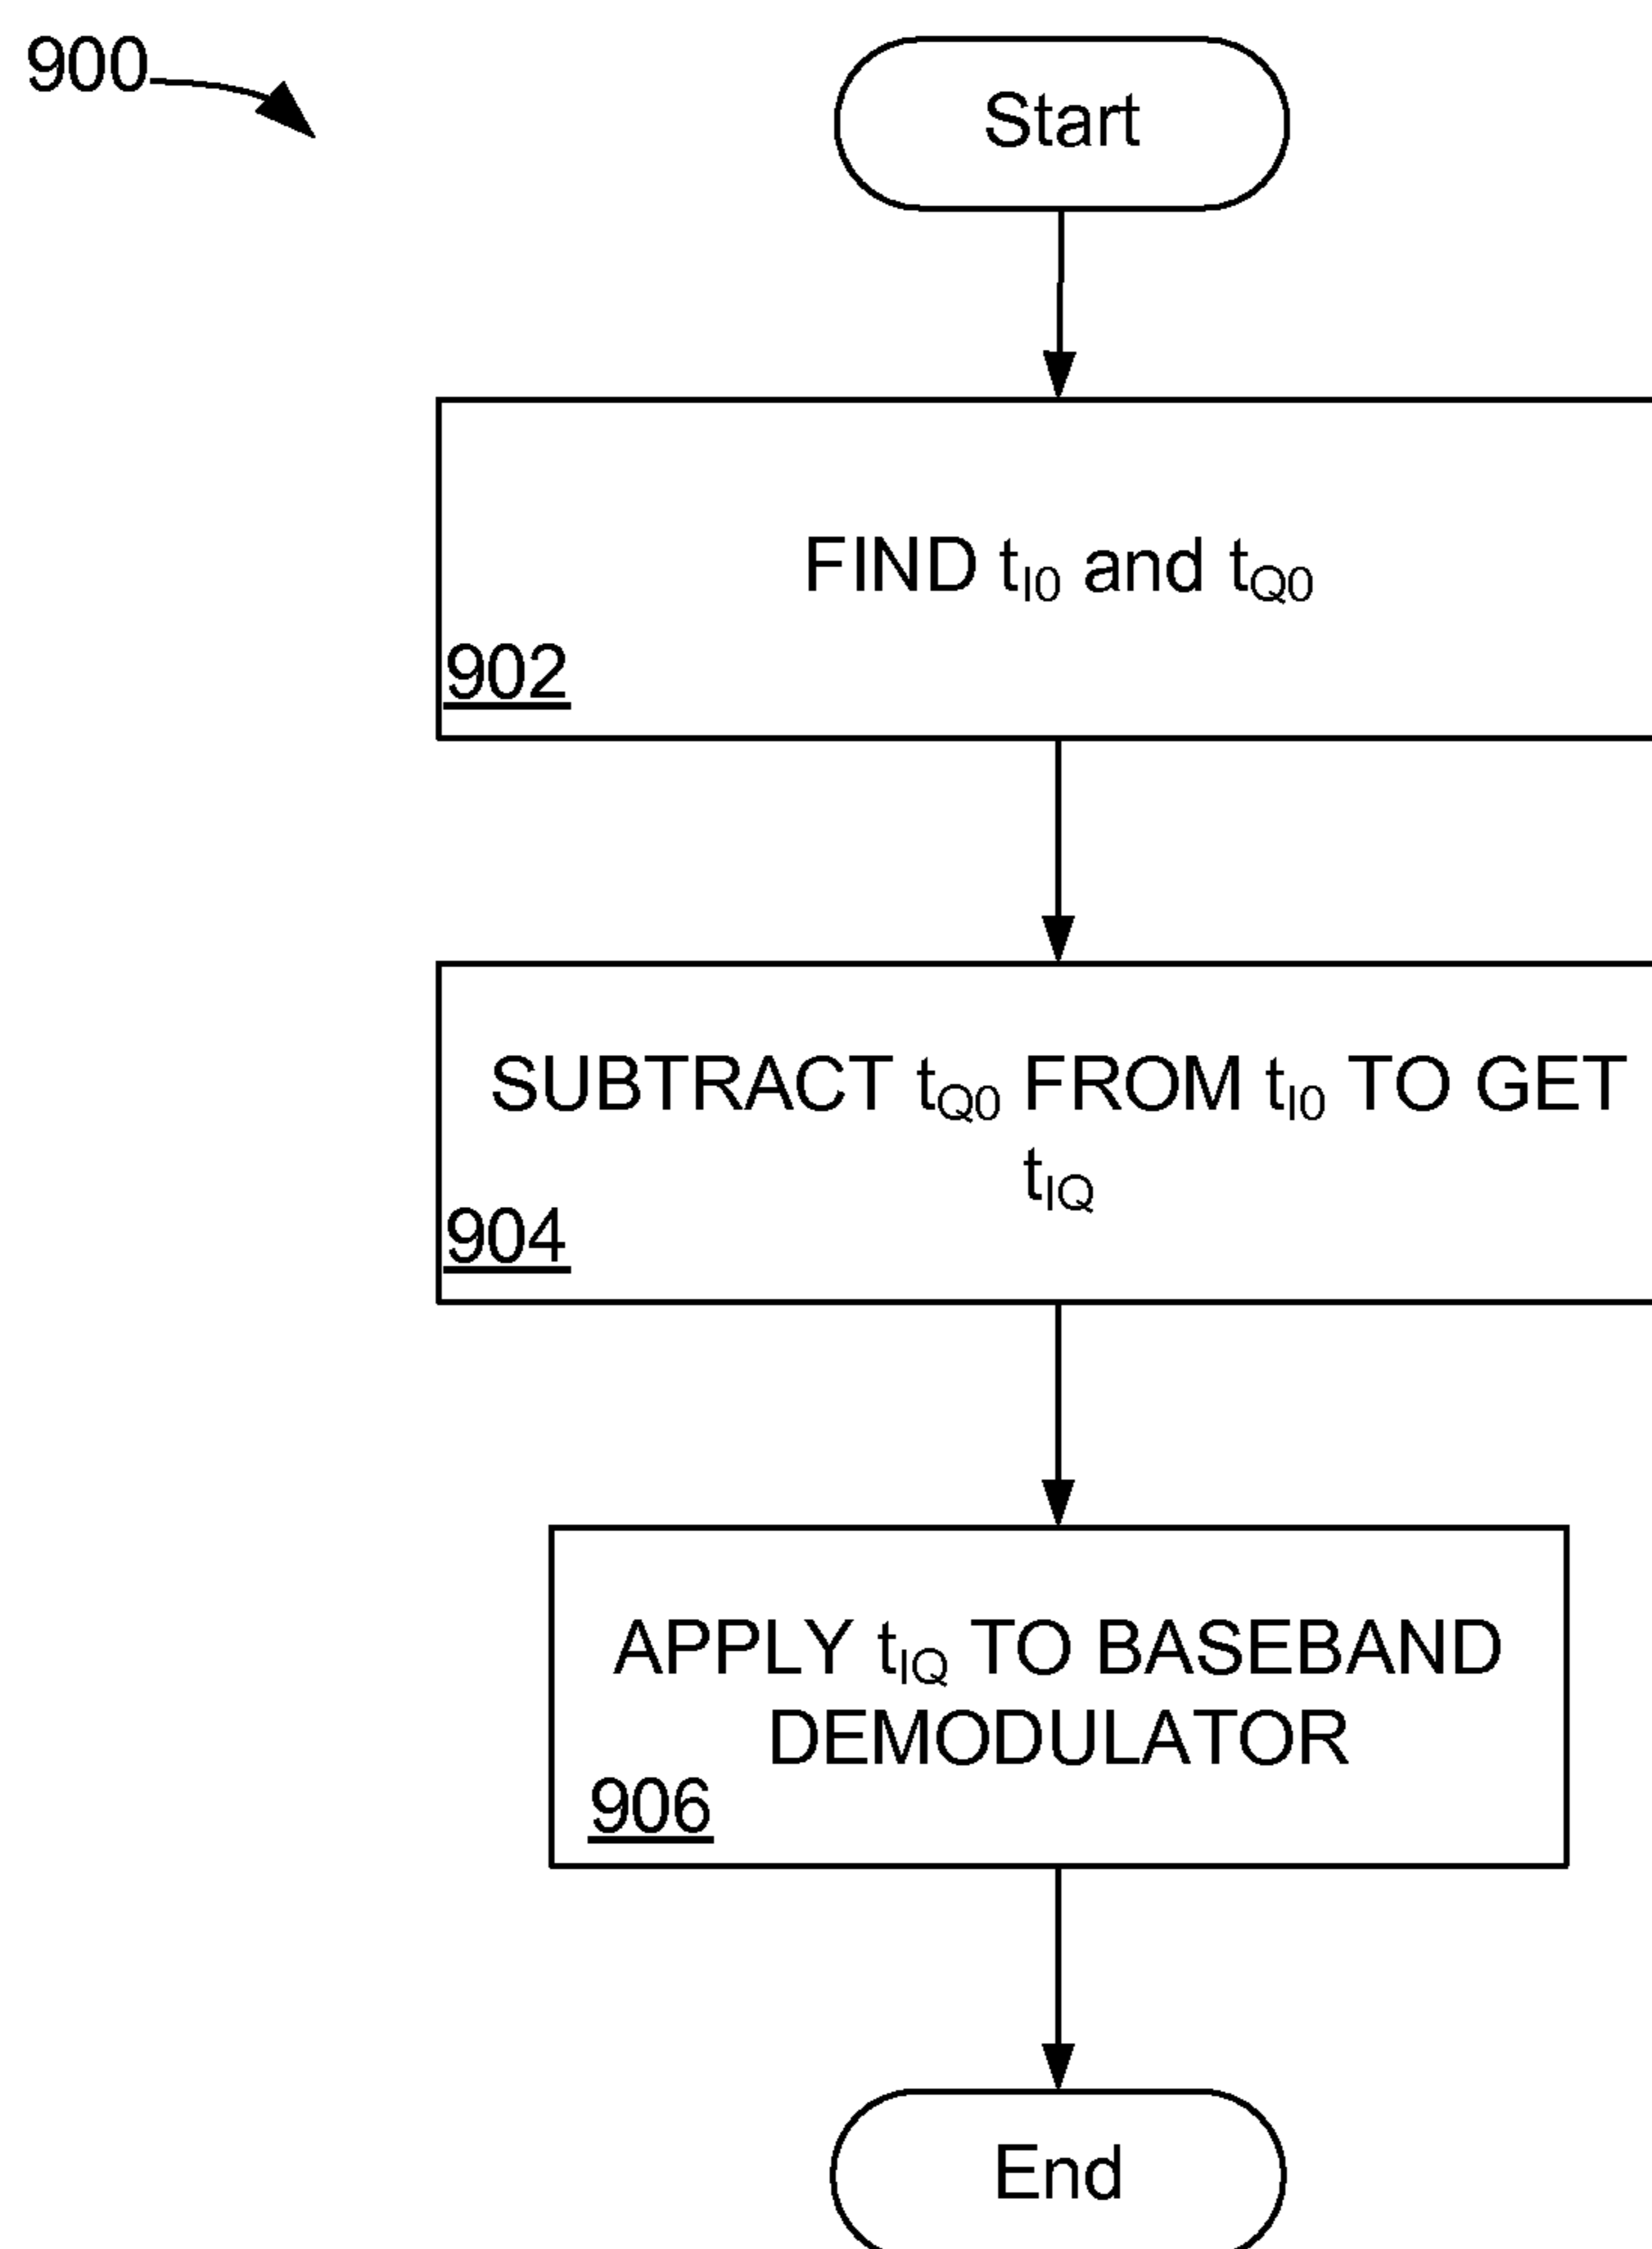 900
Start
FIND tI0 and tQ0
902
SUBTRACT tQ0 FROM tI0 TO GET
tIQ
904
APPLY tIQ TO BASEBAND
DEMODULATOR
906
End